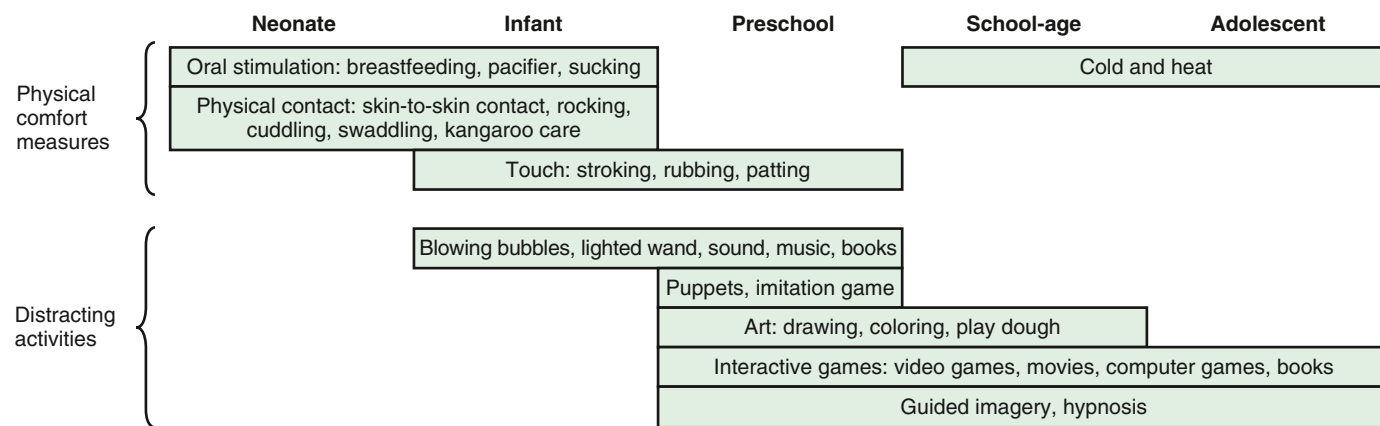 Neonate Infant Preschool School-age Adolescent
Physical
comfort
measures
Oral stimulation: breastfeeding, pacifier, sucking
Cold and heat
Physical contact: skin-to-skin contact, rocking,
cuddling, swaddling, kangaroo care
Touch: stroking, rubbing, patting
Distracting
activities
Blowing bubbles, lighted wand, sound, music, books
Puppets, imitation game
Art: drawing, coloring, play dough
Interactive games: video games, movies, computer games, books
Guided imagery, hypnosis